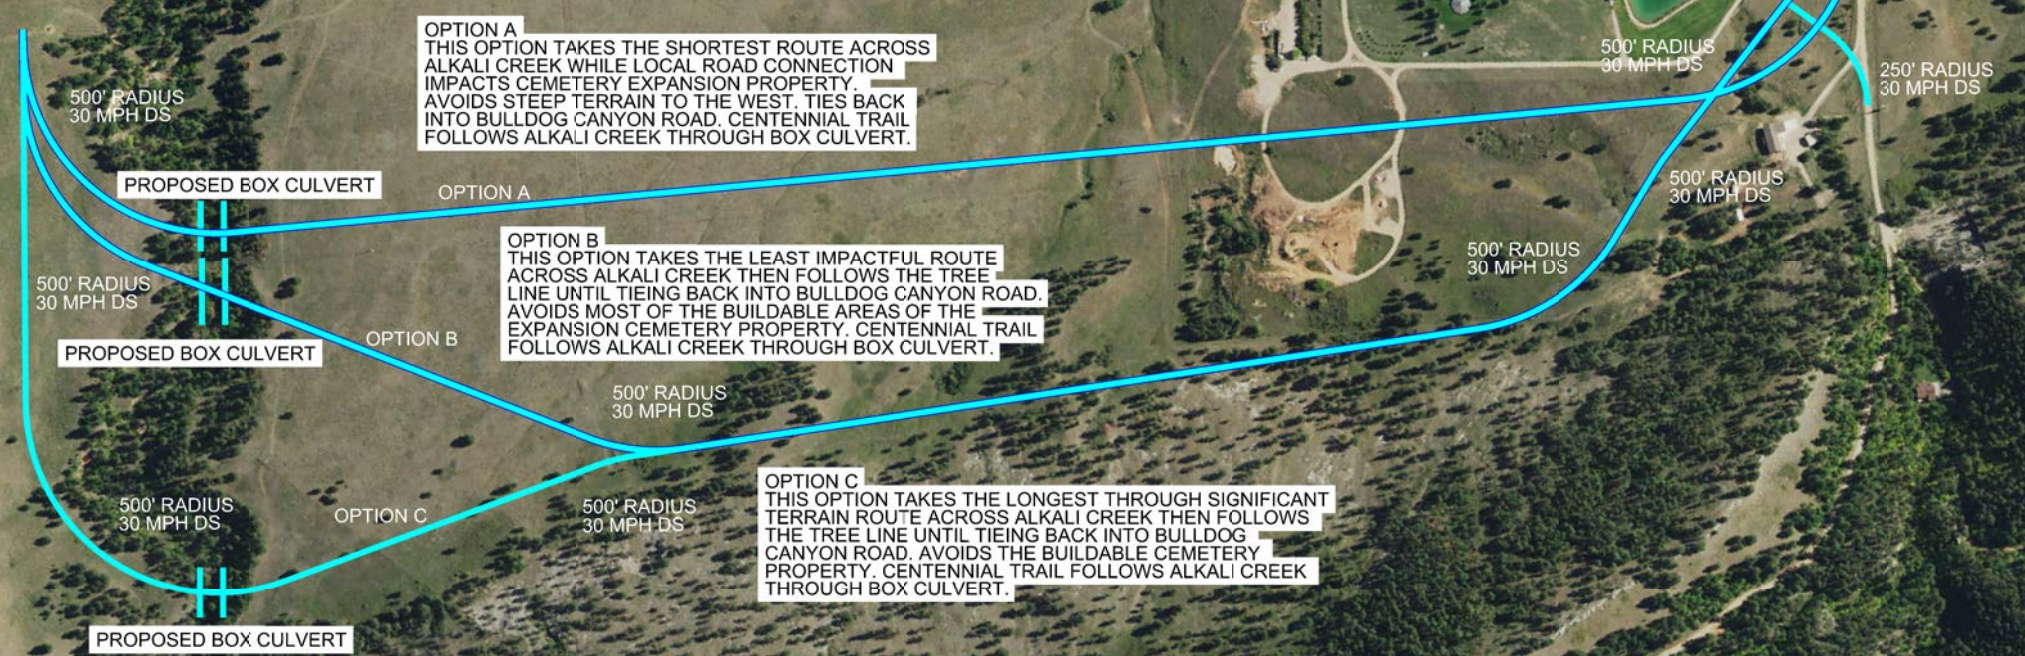 OPTION A
THIS OPTION TAKES THE SHORTEST ROUTE ACROSS
ALKALI CREEK WHILE LOCAL ROAD CONNECTION
IMPACTS CEMETERY EXPANSION PROPERTY.
AVOIDS STEEP TERRAIN TO THE WEST. TIES BACK
INTO BULLDOG CANYON ROAD. CENTENNIAL TRAIL
FOLLOWS ALKALI CREEK THROUGH BOX CULVERT.
500' RADIUS
30 MPH DS
250' RADIUS
30 MPH DS
500' RADIUS
30 MPH DS
PROPOSED BOX CULVERT
OPTION A
500' RADIUS
30 MPH DS
OPTION B
THIS OPTION TAKES THE LEAST IMPACTFUL ROUTE
ACROSS ALKALI CREEK THEN FOLLOWS THE TREE
LINE UNTIL TIEING BACK INTO BULLDOG CANYON ROAD.
AVOIDS MOST OF THE BUILDABLE AREAS OF THE
EXPANSION CEMETERY PROPERTY. CENTENNIAL TRAIL
FOLLOWS ALKALI CREEK THROUGH BOX CULVERT.
500' RADIUS
30 MPH DS
500' RADIUS
30 MPH DS
OPTION B
PROPOSED BOX CULVERT
500' RADIUS
30 MPH DS
OPTION C
THIS OPTION TAKES THE LONGEST THROUGH SIGNIFICANT
TERRAIN ROUTE ACROSS ALKALI CREEK THEN FOLLOWS
THE TREE LINE UNTIL TIEING BACK INTO BULLDOG
CANYON ROAD. AVOIDS THE BUILDABLE CEMETERY
PROPERTY. CENTENNIAL TRAIL FOLLOWS ALKALI CREEK
THROUGH BOX CULVERT.
500' RADIUS
30 MPH DS
OPTION C
500' RADIUS
30 MPH DS
PROPOSED BOX CULVERT